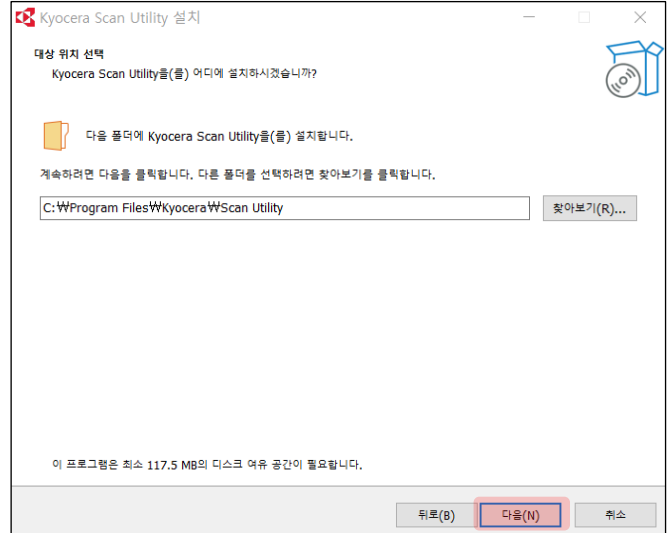 Kyocera Scan Utility 설치
대상 위치 선택
Kyocera Scan Utility을(를) 어디에 설치하시겠습니까?
다음 폴더에 Kyocera Scan Utility을(를) 설치합니다.
계속하려면 다음을 클릭합니다. 다른 폴더를 선택하려면 찾아보기를 클릭합니다.
C:₩Program Files₩Kyocera₩Scan Utility
찾아보기(R)...
이 프로그램은 최소 117.5 MB의 디스크 여유 공간이 필요합니다.
뒤로(B)
다음(N)
취소